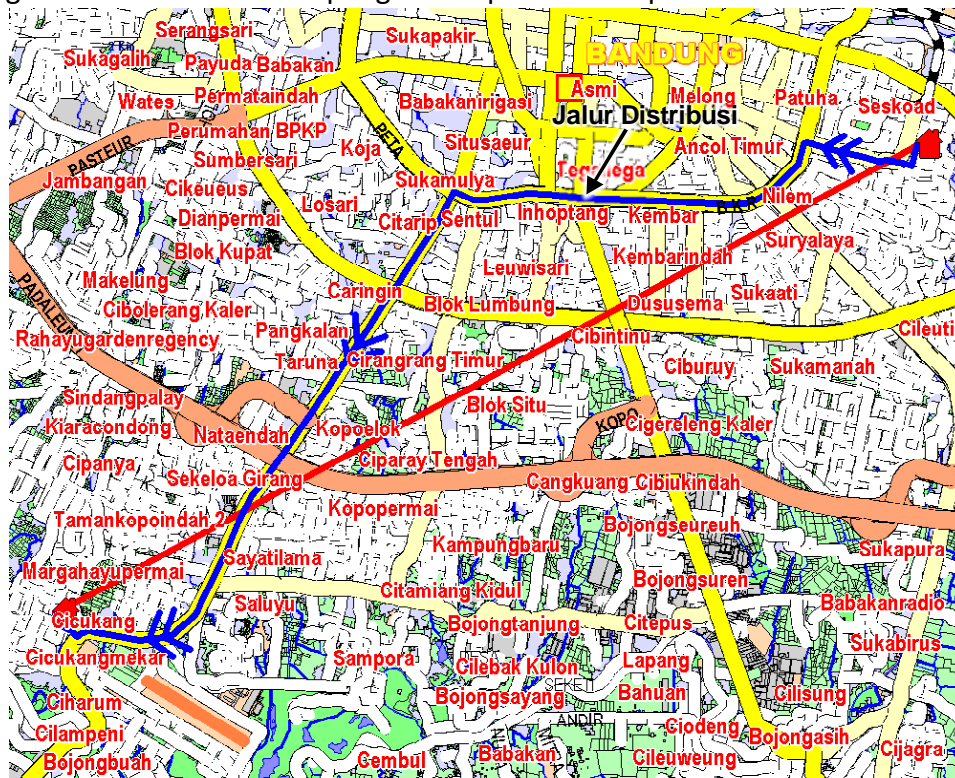 Serangsari
Sukapakir
BANDUNG
Sukagalih
Payuda Babakan
Asmi
Melong
Patuha
Seskoad
Wates
Permataindah
Babakanirigasi
Jalur Distribusi
Perumahan BPKP
PETA
Koja
Situsaeur
Ancol Timur
PASTEUR
Sumbersari
Tegallega
Jambangan
Cikeueus
Sukamulya
Nilem
Losari
Dianpermai
Citarip Sentul
Inhoptang
Kembar
BKR
Blok Kupat
Suryalaya
Leuwisari
Kembarindah
Makelung
Caringin
Blok Lumbung
Dususema
Sukaati
PADALEUN
Cibolerang Kaler
Pangkalan
Cileuti
Rahayugardenregency
Cibintinu
Taruna
Cirangrang Timur
Ciburuy
Sukamanah
Sindangpalay
Blok Situ
KOPO
Kiaracondong
Nataendah
Kopoelok
Cigereleng Kaler
Cipanya
Ciparay Tengah
Sekeloa Girang
Cangkuang
Cibiukindah
Tamankopoindah 2
Kopopermai
Bojongseureuh
Kampungbaru
Sukapura
Sayatilama
Margahayupermai
Bojongsuren
Citamiang Kidul
Saluyu
Babakanradio
Cicukang
Bojongtanjung
Citepus
Sukabirus
Cicukangmekar
Sampora
Cilebak Kulon
Lapang
SEKE
Ciharum
Bojongsayang
Bahuan
Cilisung
ANDIR
Cilampeni
Ciodeng
Bojongasih
Bojongbuah
Gembul
Babakan
Cileuweung
Cijagra